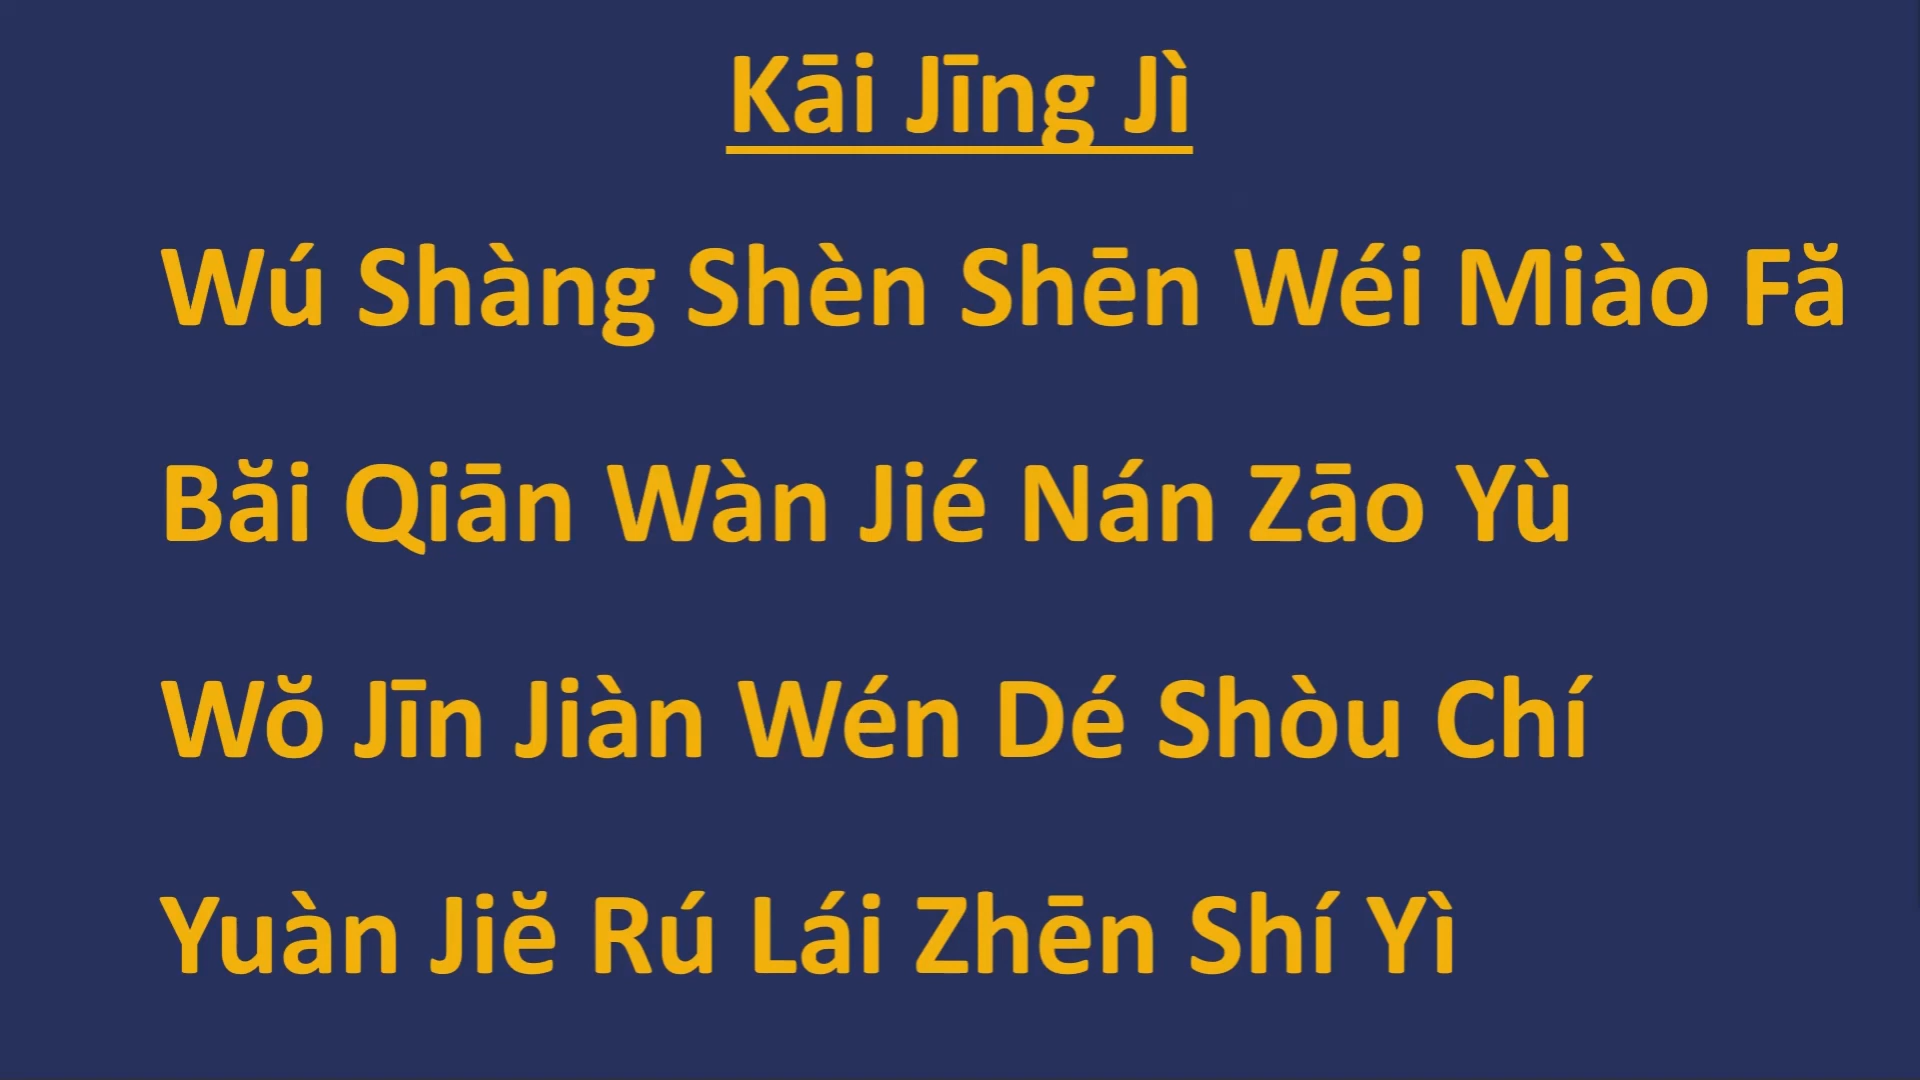 Kāi Jīng Jì
Wú Shàng Shèn Shēn Wéi Miào Fă
Băi Qiān Wàn Jié Nán Zāo Yù
Wŏ Jīn Jiàn Wén Dé Shòu Chí
Yuàn Jiĕ Rú Lái Zhēn Shí Yì